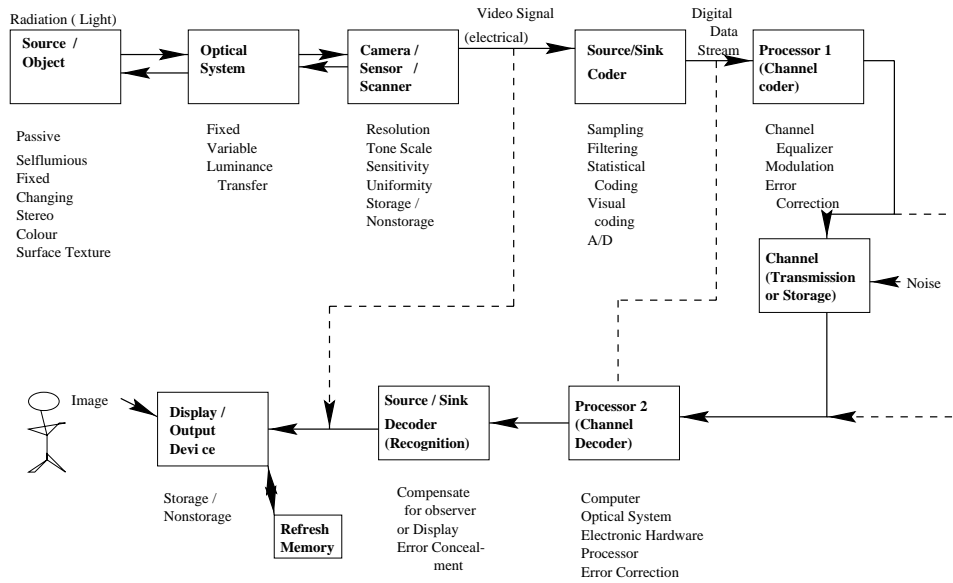 Radiation ( Light)
Source /
Object
Passive
Selflumious
Fixed
Changing
Stereo
Colour
Surface Texture
Optical
System
Fixed
Variable
Luminance
Transfer
Camera /
Sensor /
Scanner
Resolution
Tone Scale
Sensitivity
Uniformity
Storage /
Nonstorage
Video Signal
(electrical)
Source/Sink
Coder
Sampling
Filtering
Statistical
Coding
Visual
coding
A/D
Digital
Data
Stream
Processor 1
(Channel
coder)
Channel
Equalizer
Modulation
Error
Correction
Channel
(Transmission
or Storage)
Noise
Image
Display /
Output
Devi ce
Storage /
Nonstorage
Refresh
Memory
Source / Sink
Decoder
(Recognition)
Compensate
for observer
or Display
Error Conceal-
ment
Processor 2
(Channel
Decoder)
Computer
Optical System
Electronic Hardware
Processor
Error Correction